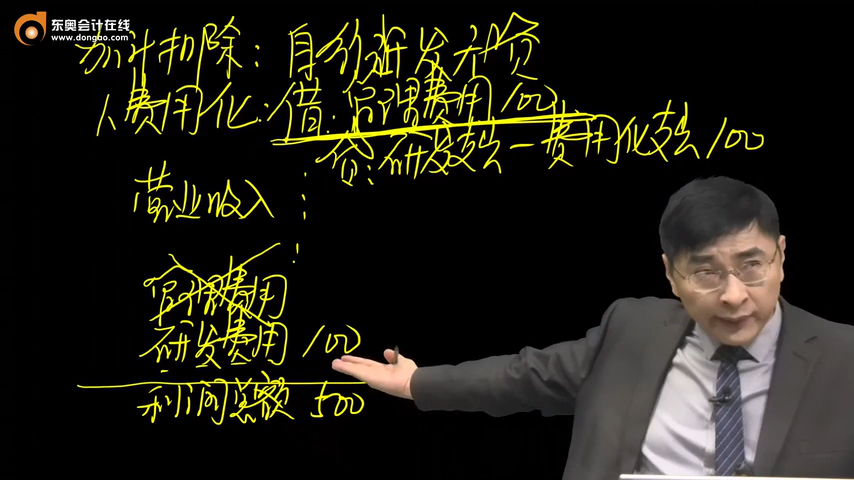 东奥会计在线
www.dongao.com
加计扣除：自行研发无形资
1、费用化：借：管理费用 100
贷：研发支出—费用化支出 100
营业收入：
管理费用
研发费用 100
利润总额 500